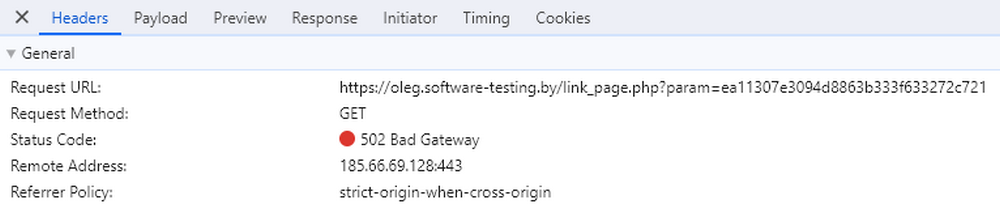 Headers Payload Preview Response Initiator Timing Cookies
General
Request URL: https://oleg.software-testing.by/link_page.php?param=ea11307e3094d8863b333f633272c721
Request Method: GET
Status Code: 502 Bad Gateway
Remote Address: 185.66.69.128:443
Referrer Policy: strict-origin-when-cross-origin